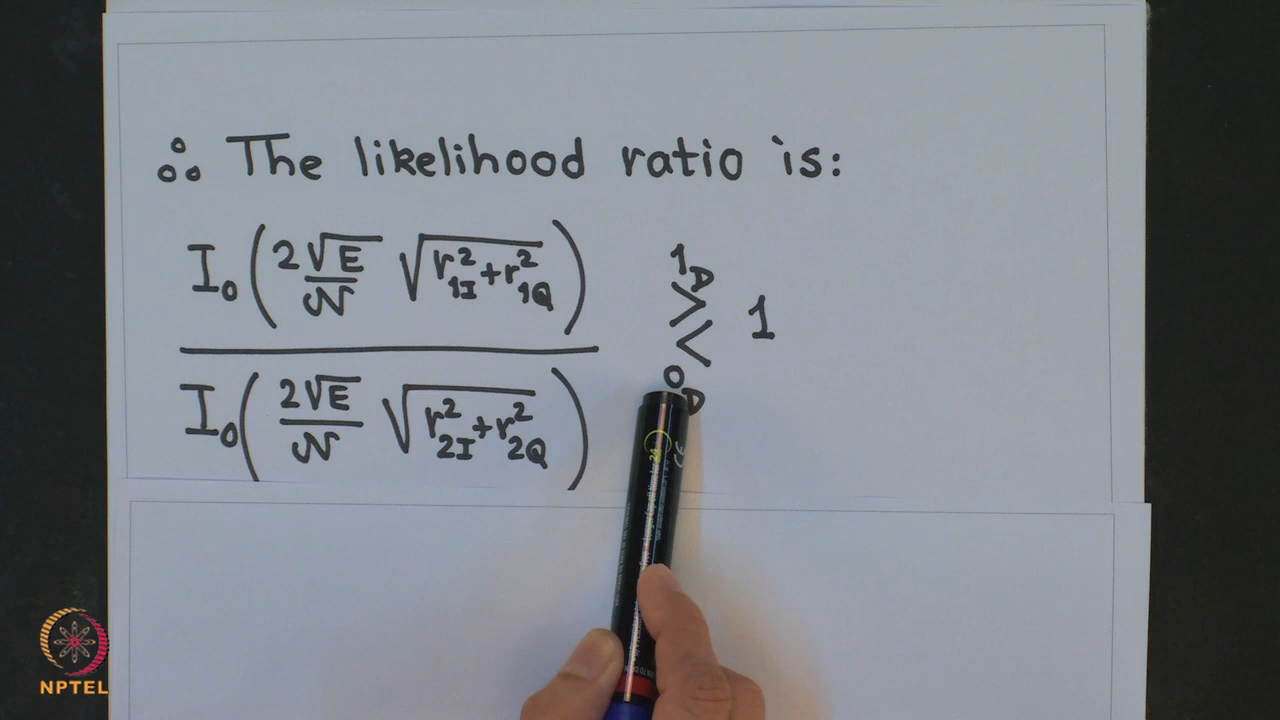 ∴ The likelihood ratio is:
I₀(2√E/𝒩 √(r²₁I + r²₁Q)) / I₀(2√E/𝒩 √(r²₂I + r²₂Q)) 1D ≷ 0D 1
NPTEL